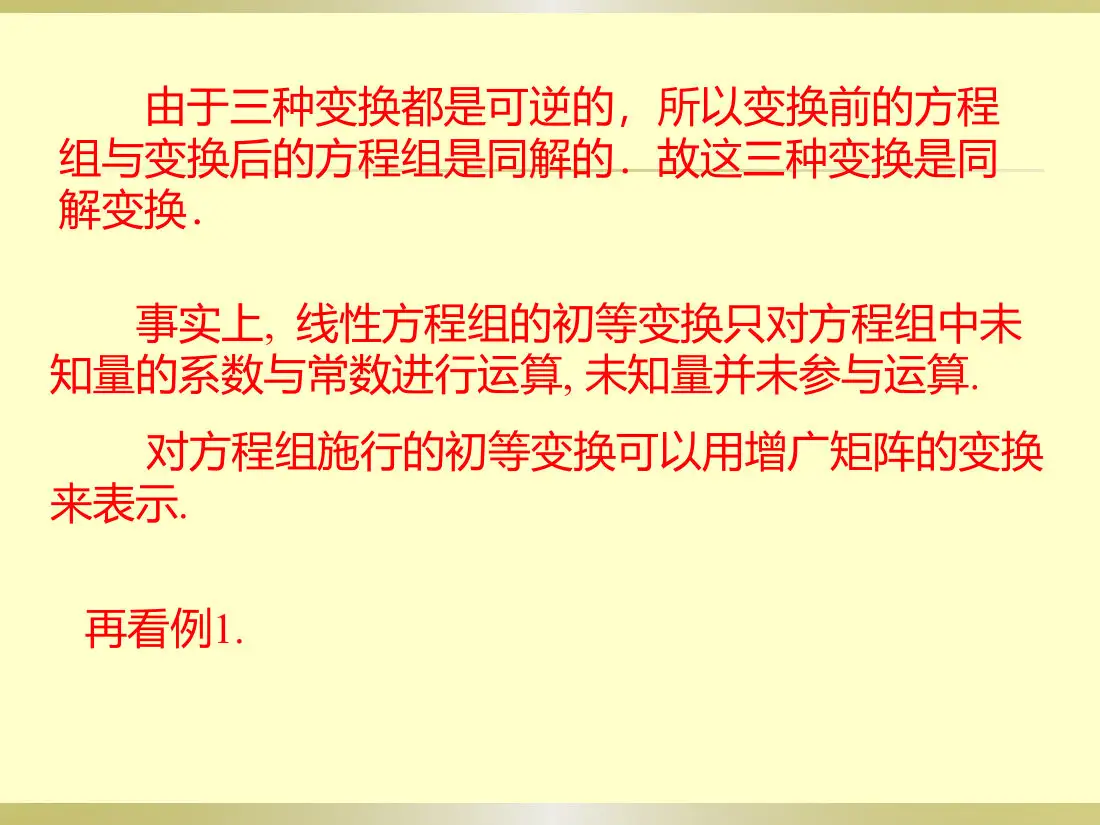 由于三种变换都是可逆的，所以变换前的方程
组与变换后的方程组是同解的．故这三种变换是同
解变换．
事实上, 线性方程组的初等变换只对方程组中未
知量的系数与常数进行运算, 未知量并未参与运算.
对方程组施行的初等变换可以用增广矩阵的变换
来表示.
再看例1.